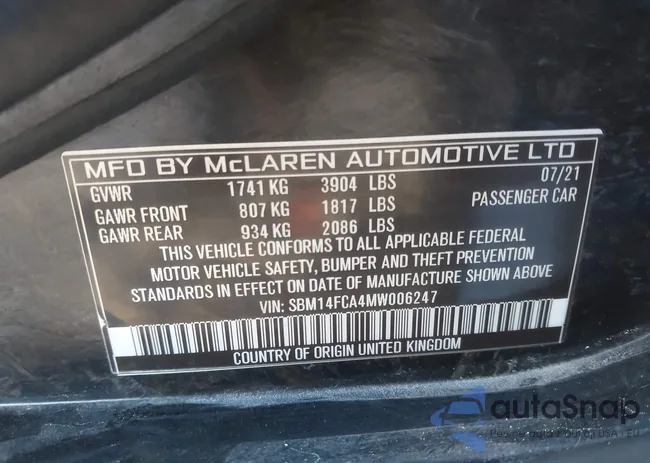 MFD BY McLAREN AUTOMOTIVE LTD
07/21
GVWR 1741 KG 3904 LBS
PASSENGER CAR
GAWR FRONT 807 KG 1817 LBS
GAWR REAR 934 KG 2086 LBS
THIS VEHICLE CONFORMS TO ALL APPLICABLE FEDERAL
MOTOR VEHICLE SAFETY, BUMPER AND THEFT PREVENTION
STANDARDS IN EFFECT ON DATE OF MANUFACTURE SHOWN ABOVE
VIN: SBM14FCA4MW006247
COUNTRY OF ORIGIN UNITED KINGDOM
autoSnap